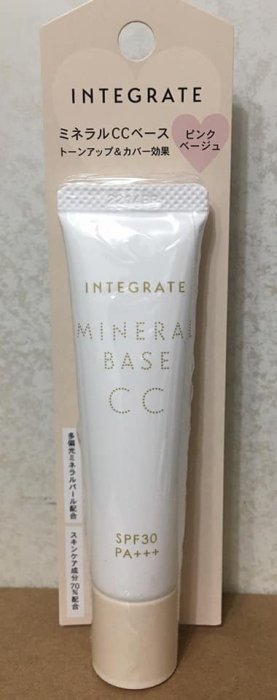 INTEGRATE
ミネラルCCベース
トーンアップ&カバー効果
ピンク
ベージュ
INTEGRATE
MINERAL
BASE
CC
多偏光ミネラルパール配合
スキンケア成分
70%配合
SPF30
PA+++